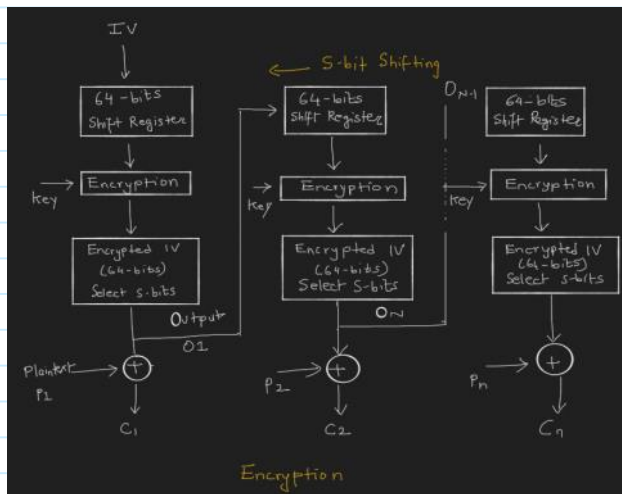 IV
S-bit Shifting
64-bits
Shift Register
64-bits
Shift Register
ON-1
64-bits
Shift Register
Encryption
Key
Encryption
Key
Encryption
Key
Encrypted IV
(64-bits)
Select S-bits
Encrypted IV
(64-bits)
Select S-bits
Encrypted IV
(64-bits)
Select S-bits
Output
O1
ON
Plaintext
P1
+
P2
+
Pn
+
C1
C2
Cn
Encryption